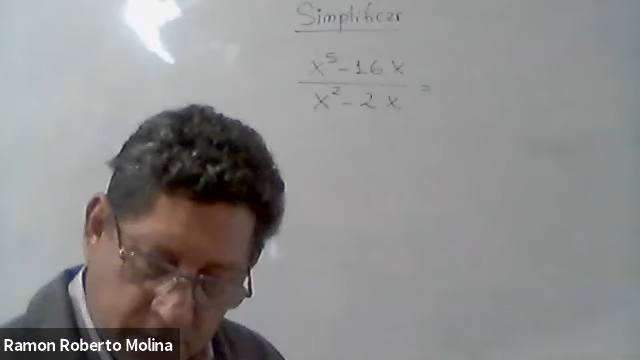 Simplificar
x⁵ - 16x
x² - 2x
=
Ramon Roberto Molina